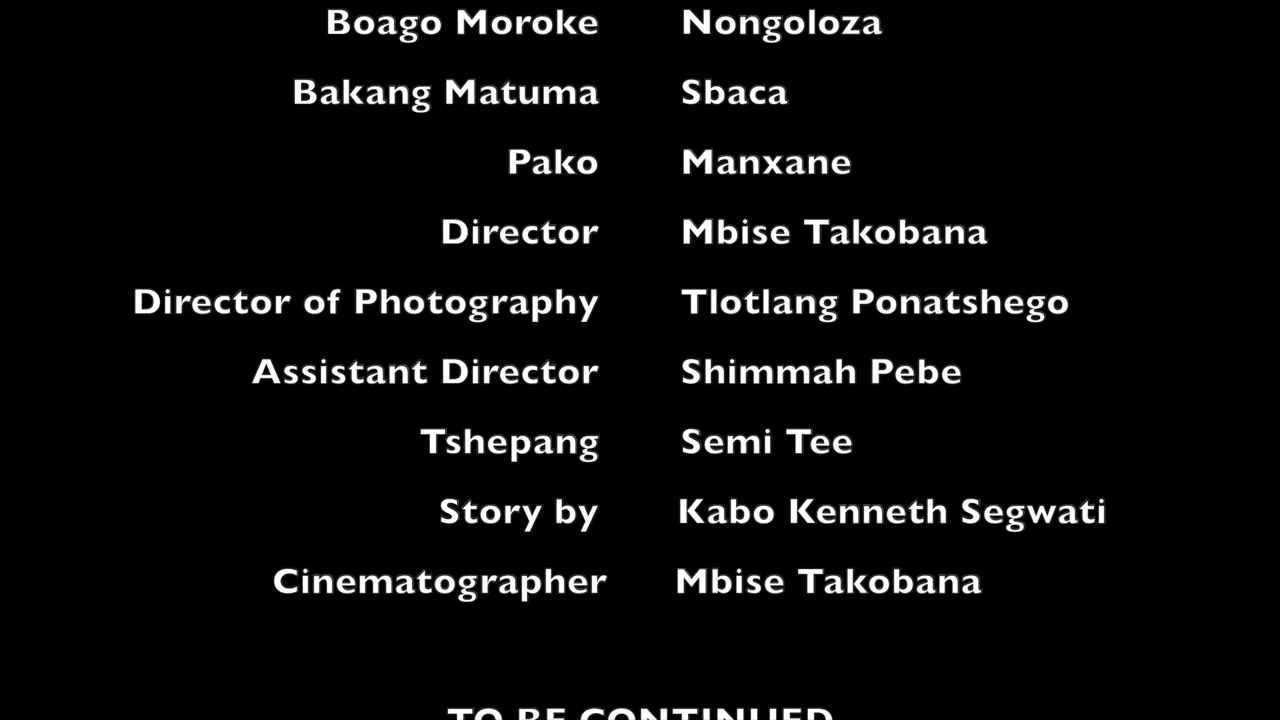 Boago Moroke Nongoloza
Bakang Matuma Sbaca
Pako Manxane
Director Mbise Takobana
Director of Photography Tlotlang Ponatshego
Assistant Director Shimmah Pebe
Tshepang Semi Tee
Story by Kabo Kenneth Segwati
Cinematographer Mbise Takobana
TO BE CONTINUED